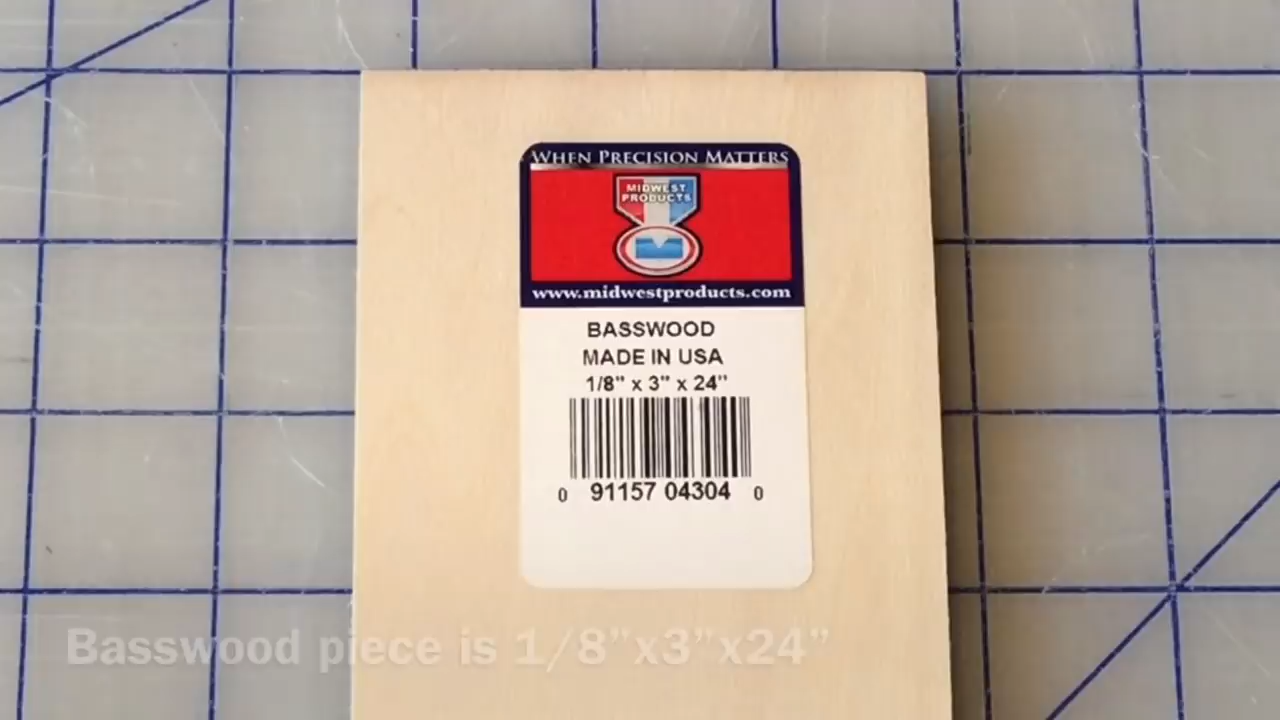 WHEN PRECISION MATTERS
MIDWEST
PRODUCTS
www.midwestproducts.com
BASSWOOD
MADE IN USA
1/8" x 3" x 24"
0 91157 04304 0
Basswood piece is 1/8”x3”x24”